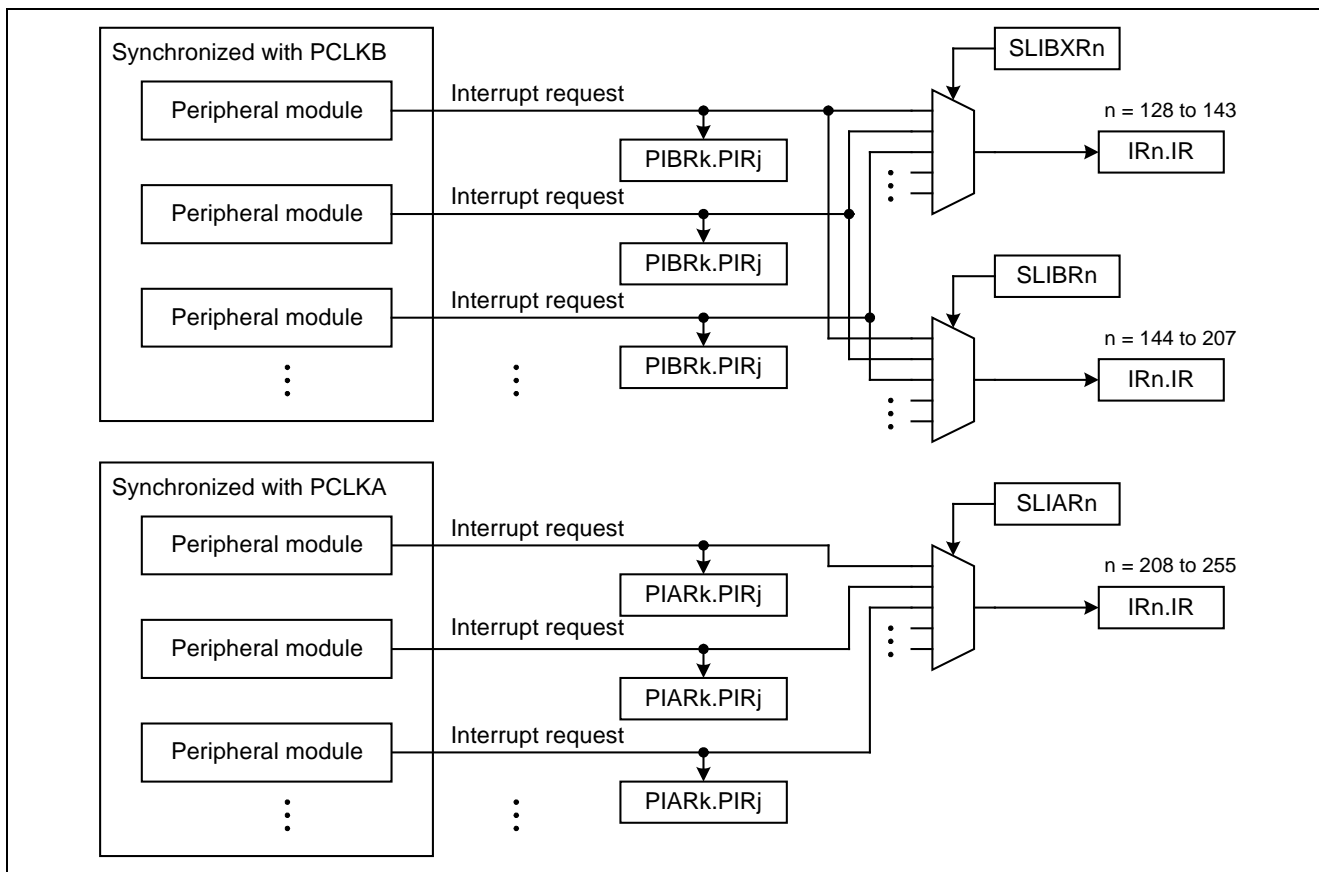 Synchronized with PCLKB
SLIBXRn
Peripheral module
Interrupt request
n = 128 to 143
PIBRk.PIRj
IRn.IR
Peripheral module
Interrupt request
PIBRk.PIRj
SLIBRn
Peripheral module
Interrupt request
n = 144 to 207
PIBRk.PIRj
IRn.IR
Synchronized with PCLKA
SLIARn
Peripheral module
Interrupt request
n = 208 to 255
PIARk.PIRj
IRn.IR
Peripheral module
Interrupt request
PIARk.PIRj
Peripheral module
Interrupt request
PIARk.PIRj